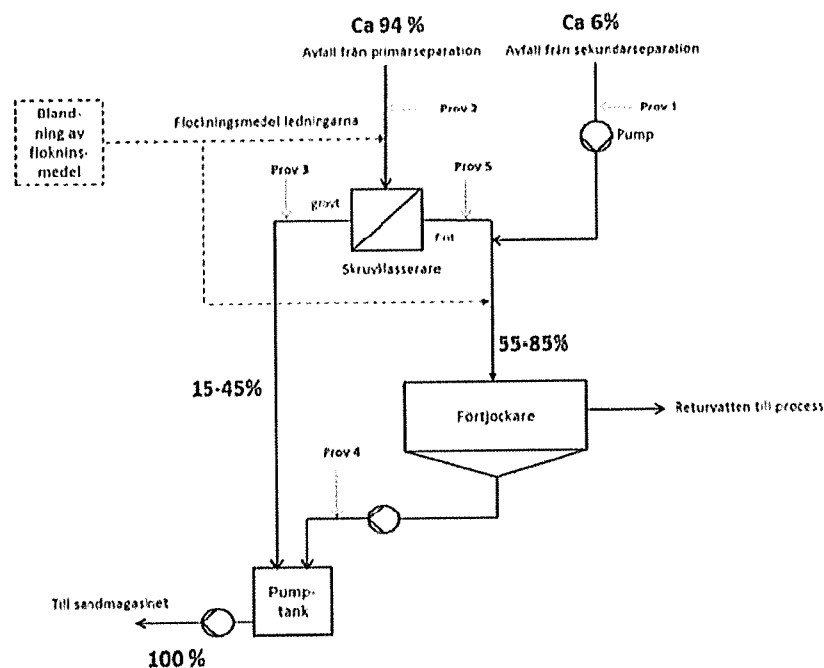 Ca 94 %
Avfall från primärseparation
Ca 6%
Avfall från sekundärseparation
Prov 2
Prov 1
Pump
Bland-
ning av
floknins-
medel
Flockningsmedel ledningarna
Prov 3
Prov 5
grovt
fint
Skruvklasserare
55-85%
15-45%
Förtjockare
Returvatten till process
Prov 4
Pump-
tank
Till sandmagasinet
100 %